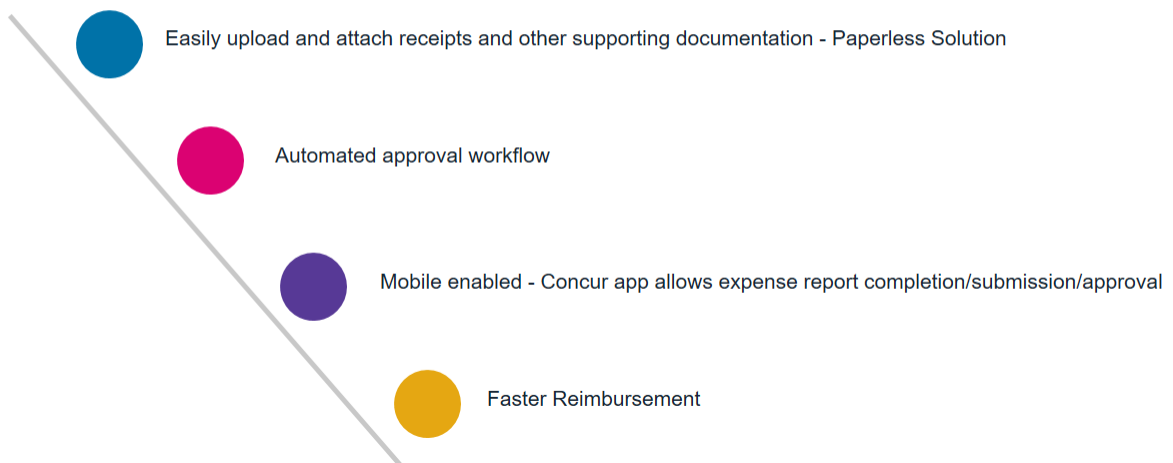 Easily upload and attach receipts and other supporting documentation - Paperless Solution
Automated approval workflow
Mobile enabled - Concur app allows expense report completion/submission/approval
Faster Reimbursement